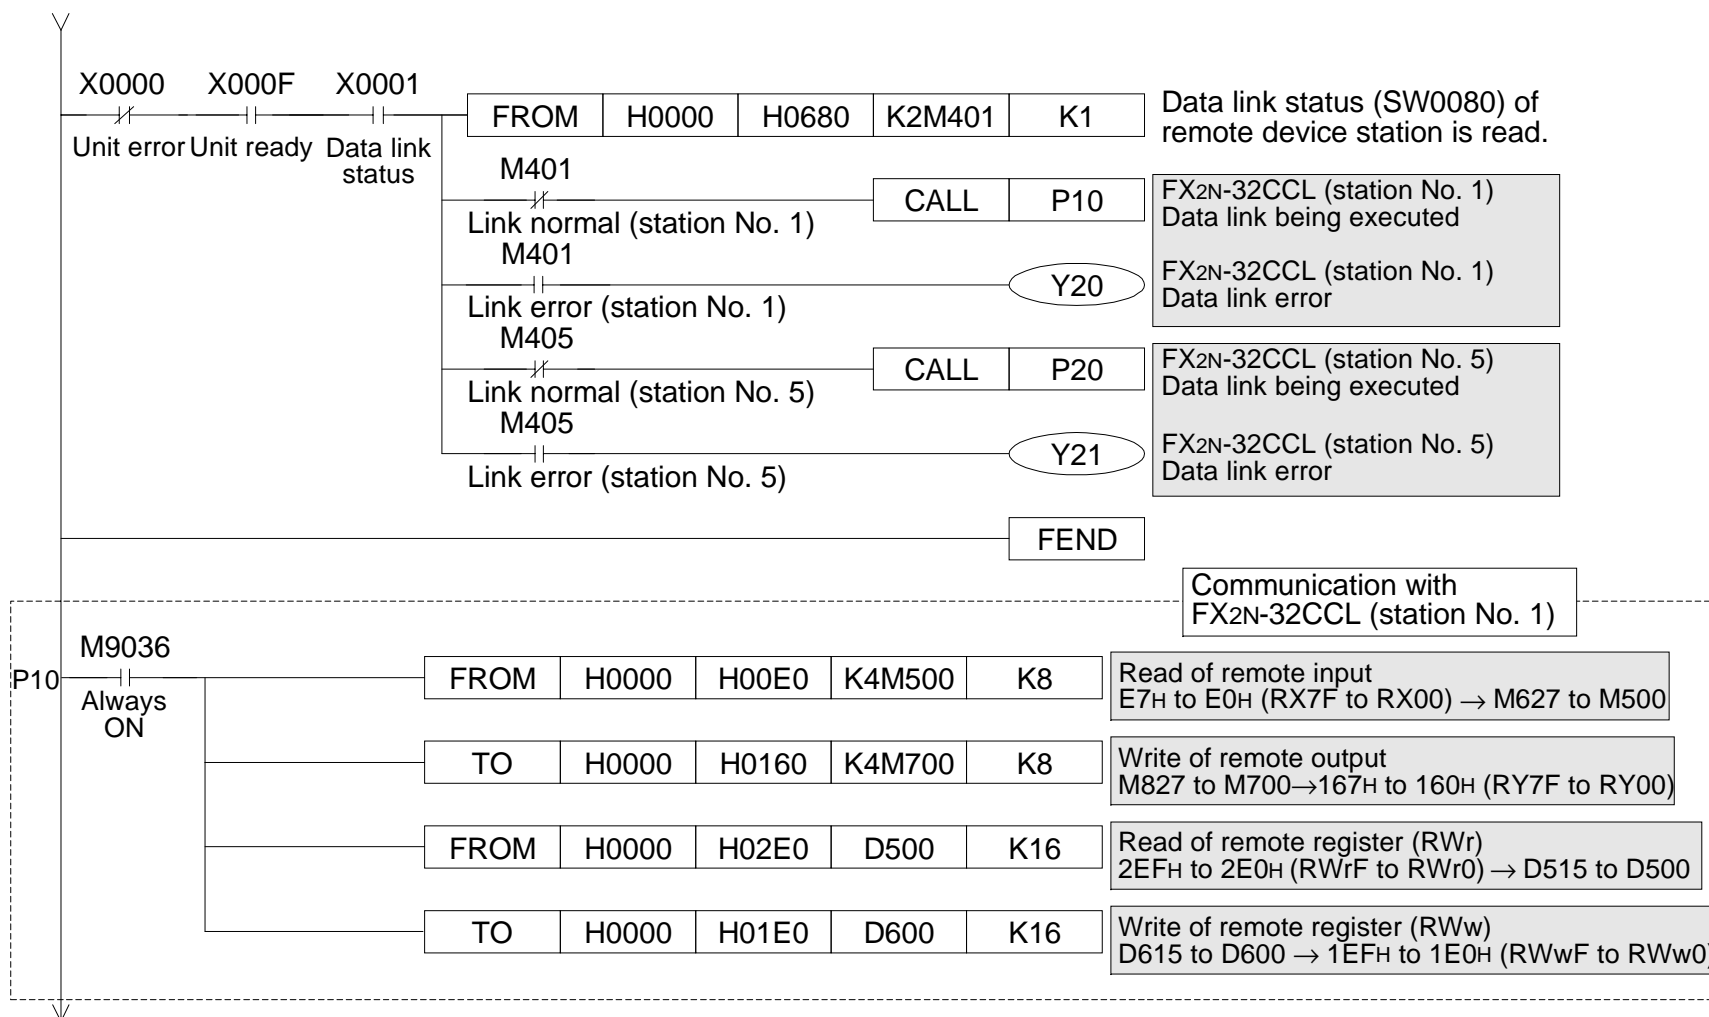 X0000 X000F X0001
FROM H0000 H0680 K2M401 K1
Data link status (SW0080) of
remote device station is read.
Unit error Unit ready Data link
status
M401
CALL P10
FX2N-32CCL (station No. 1)
Data link being executed
Link normal (station No. 1)
M401
Y20
FX2N-32CCL (station No. 1)
Data link error
Link error (station No. 1)
M405
CALL P20
FX2N-32CCL (station No. 5)
Data link being executed
Link normal (station No. 5)
M405
Y21
FX2N-32CCL (station No. 5)
Data link error
Link error (station No. 5)
FEND
Communication with
FX2N-32CCL (station No. 1)
M9036
P10
Always
ON
FROM H0000 H00E0 K4M500 K8
Read of remote input
E7H to E0H (RX7F to RX00) → M627 to M500
TO H0000 H0160 K4M700 K8
Write of remote output
M827 to M700→167H to 160H (RY7F to RY00)
FROM H0000 H02E0 D500 K16
Read of remote register (RWr)
2EFH to 2E0H (RWrF to RWr0) → D515 to D500
TO H0000 H01E0 D600 K16
Write of remote register (RWw)
D615 to D600 → 1EFH to 1E0H (RWwF to RWw0)